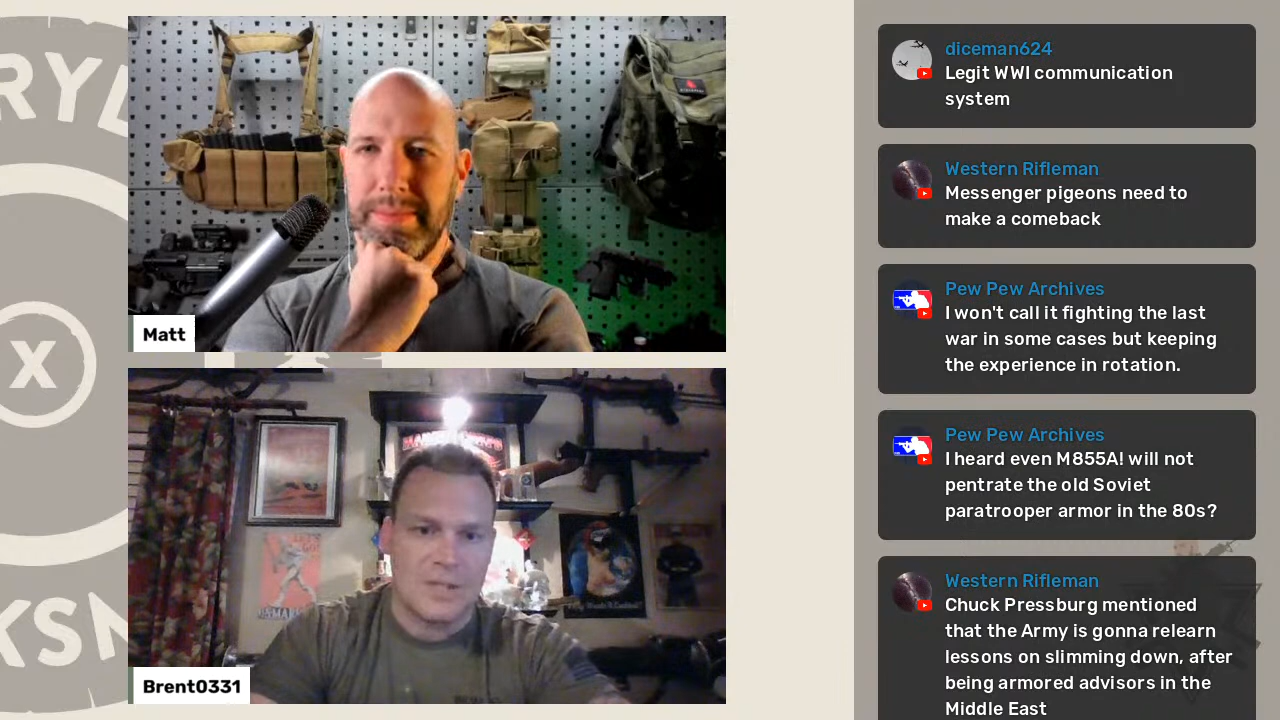 RYL
X
KSN
Matt
Brent0331
diceman624
Legit WWI communication
system
Western Rifleman
Messenger pigeons need to
make a comeback
Pew Pew Archives
I won't call it fighting the last
war in some cases but keeping
the experience in rotation.
Pew Pew Archives
I heard even M855A! will not
pentrate the old Soviet
paratrooper armor in the 80s?
Western Rifleman
Chuck Pressburg mentioned
that the Army is gonna relearn
lessons on slimming down, after
being armored advisors in the
Middle East